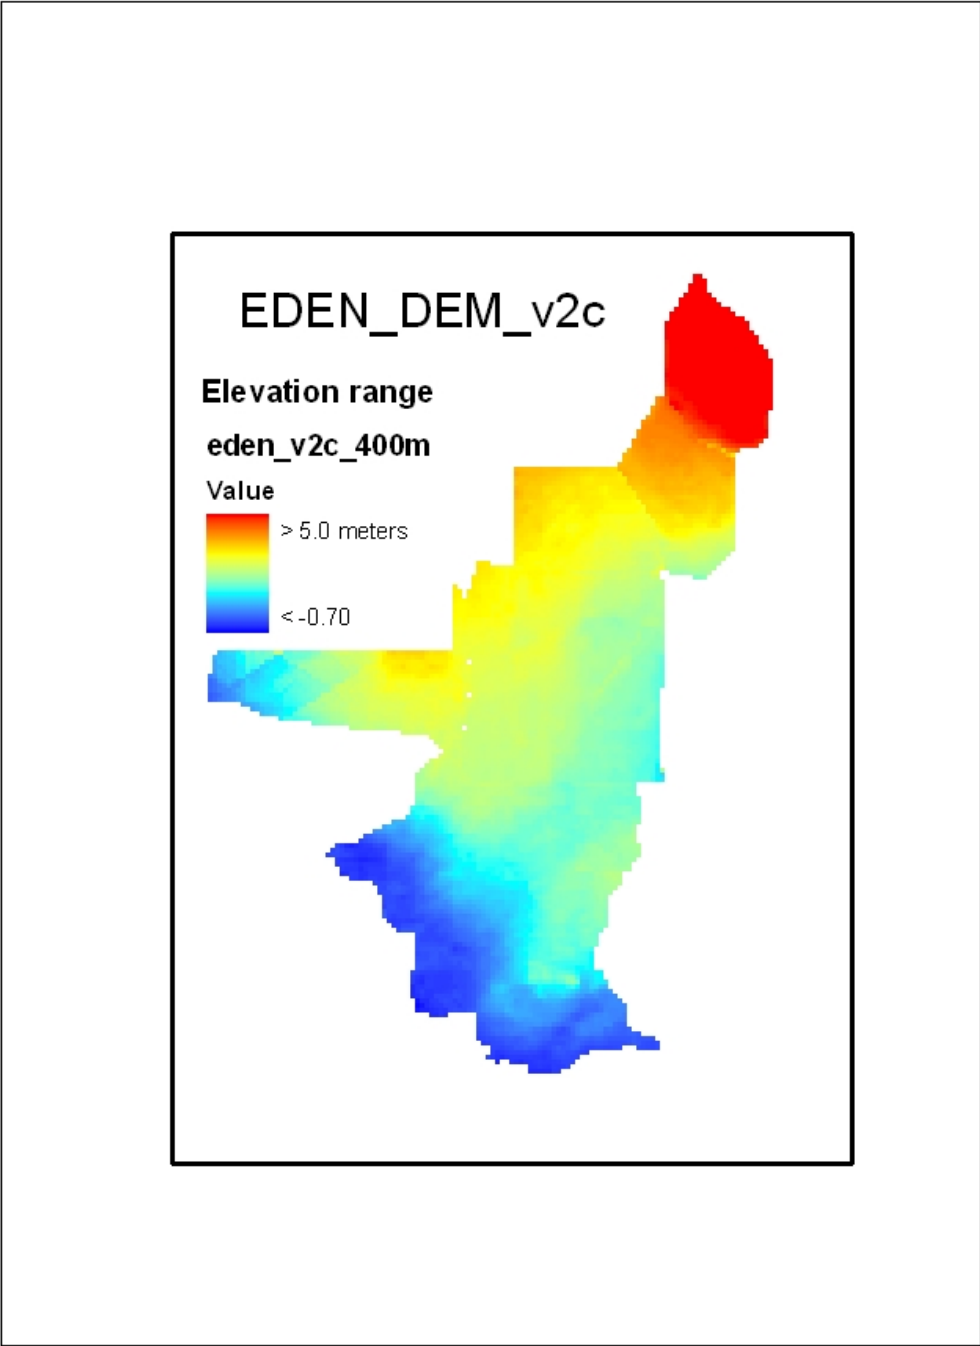 EDEN_DEM_v2c
Elevation range
eden_v2c_400m
Value
> 5.0 meters
< -0.70